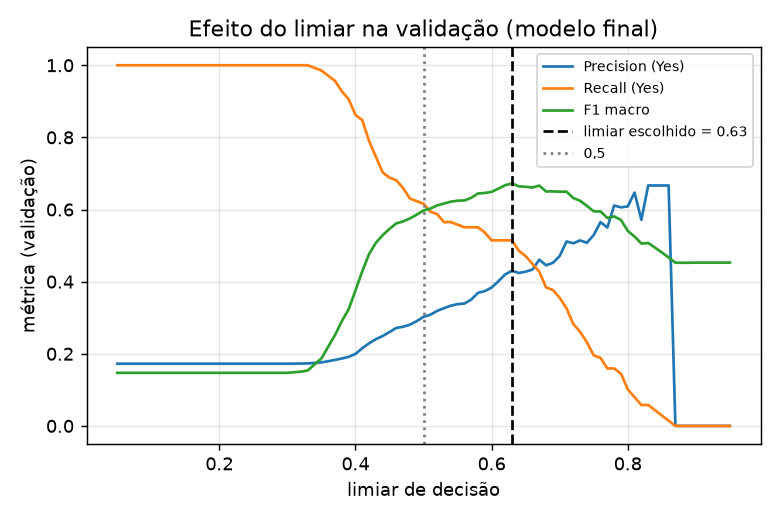 Efeito do limiar na validação (modelo final)
Precision (Yes)
Recall (Yes)
F1 macro
limiar escolhido = 0.63
0,5
métrica (validação)
1.0
0.8
0.6
0.4
0.2
0.0
0.2 0.4 0.6 0.8
limiar de decisão